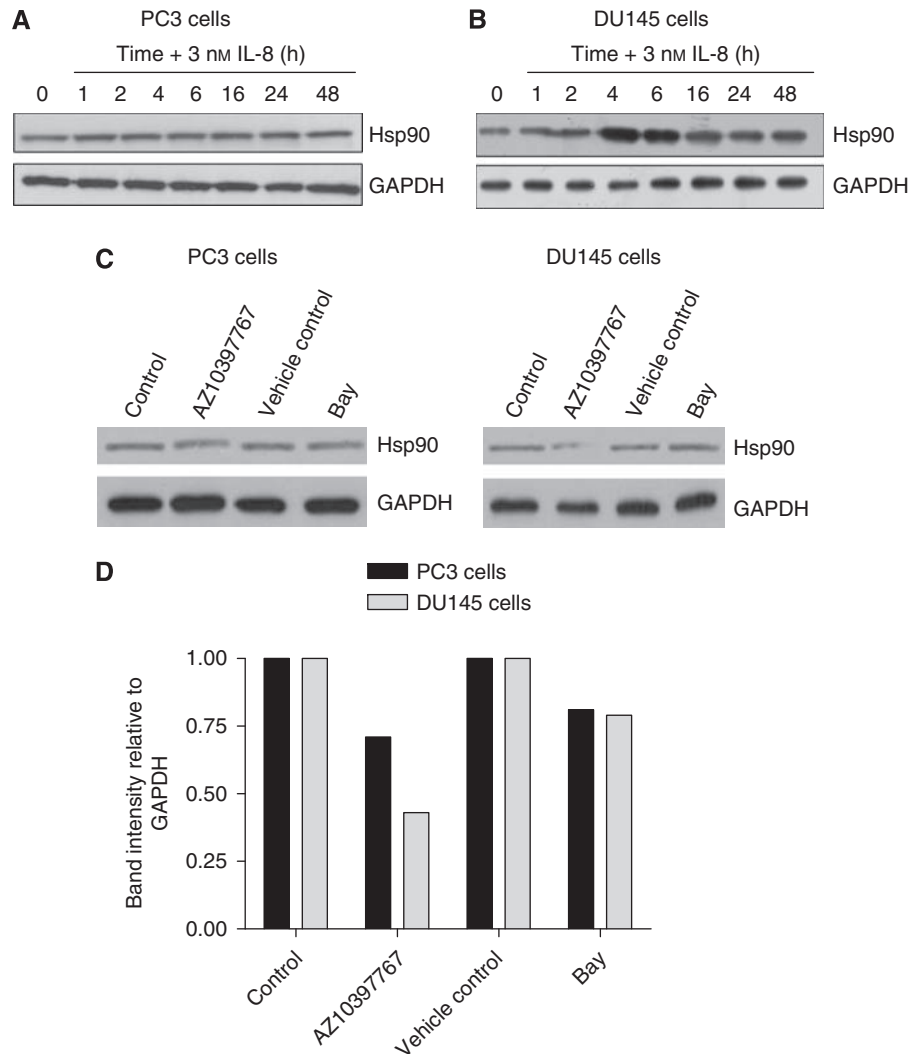 A
PC3 cells
Time + 3 nM IL-8 (h)
0 1 2 4 6 16 24 48
Hsp90
GAPDH
B
DU145 cells
Time + 3 nM IL-8 (h)
0 1 2 4 6 16 24 48
Hsp90
GAPDH
C
PC3 cells
Control
AZ10397767
Vehicle control
Bay
Hsp90
GAPDH
DU145 cells
Control
AZ10397767
Vehicle control
Bay
Hsp90
GAPDH
D
PC3 cells
DU145 cells
Band intensity relative to
GAPDH
1.00
0.75
0.50
0.25
0.00
Control
AZ10397767
Vehicle control
Bay